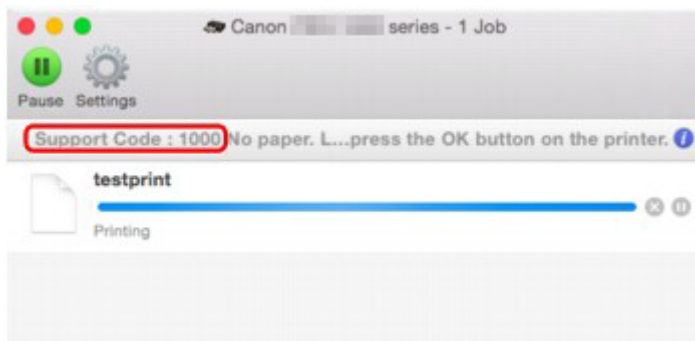 Canon series - 1 Job
Pause Settings
Support Code : 1000 No paper. L...press the OK button on the printer.
testprint
Printing